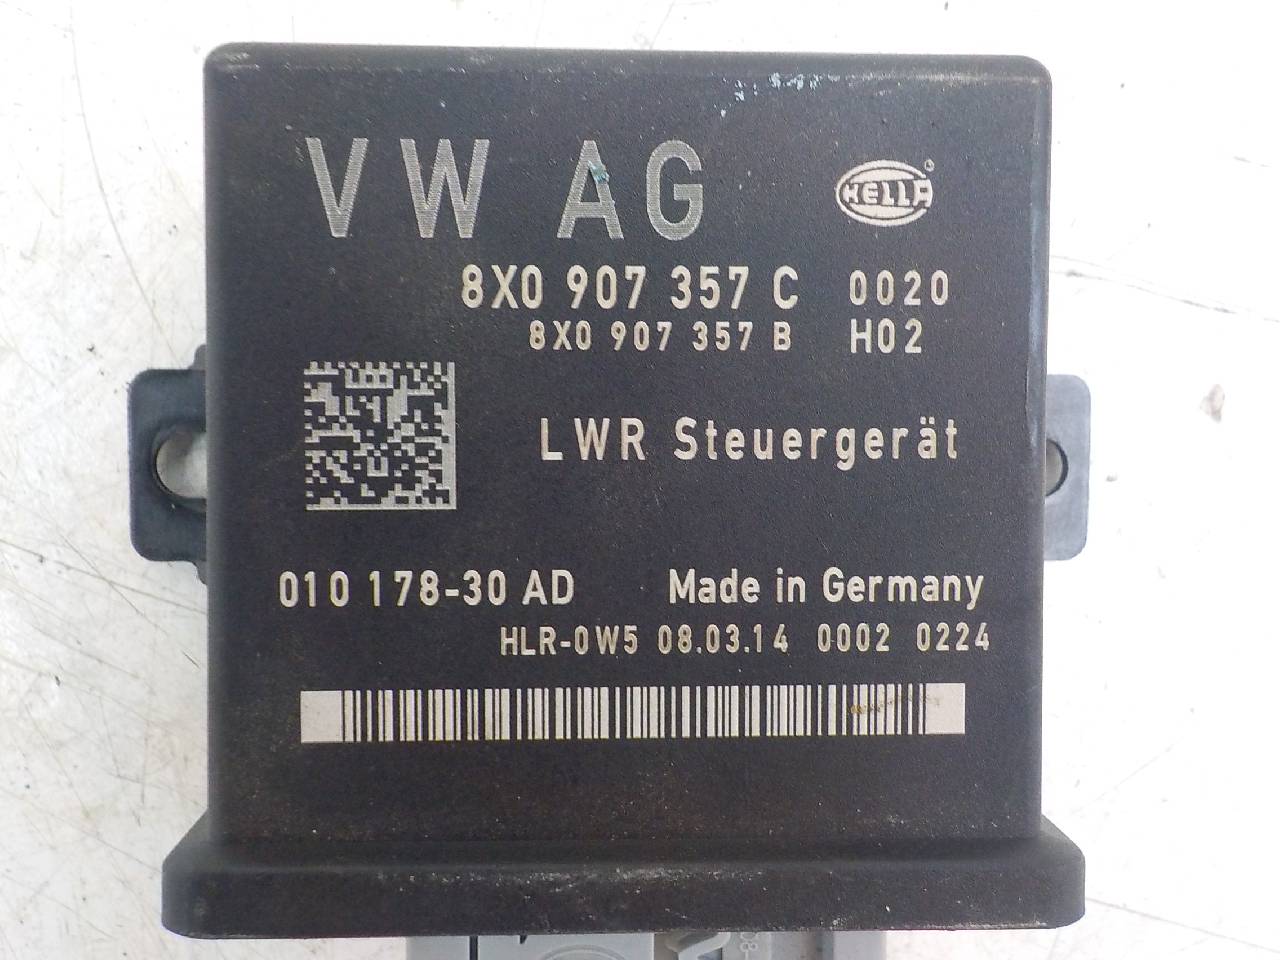 VW AG
HELLA
8X0 907 357 C 0020
8X0 907 357 B H02
LWR Steuergerät
010 178-30 AD Made in Germany
HLR-0W5 08.03.14 0002 0224